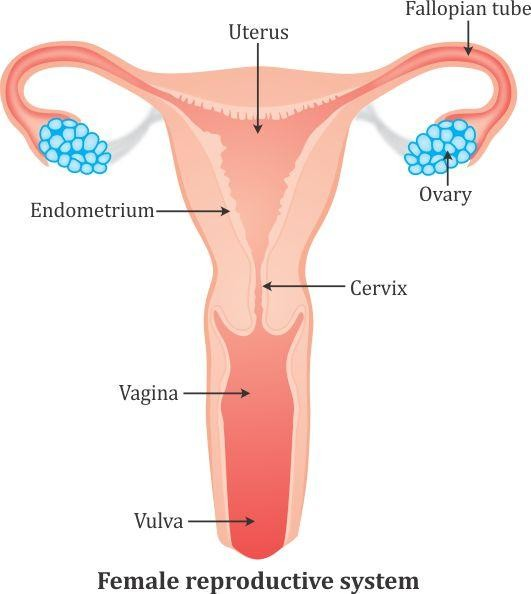 Fallopian tube
Uterus
Ovary
Endometrium
Cervix
Vagina
Vulva
Female reproductive system